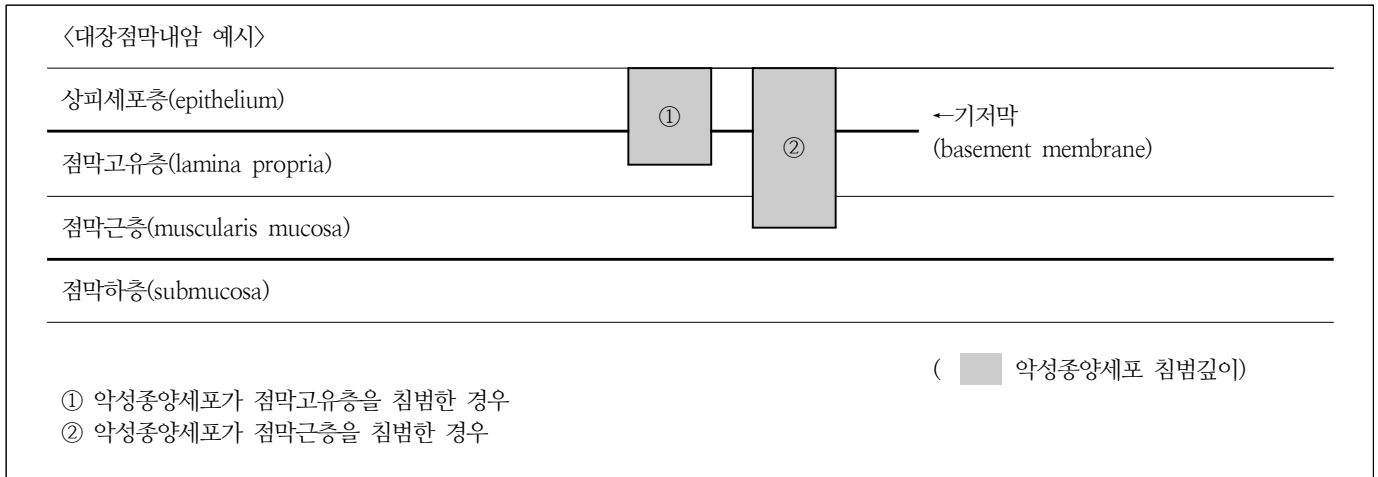 〈대장점막내암 예시〉
상피세포층(epithelium)
①
②
←기저막
(basement membrane)
점막고유층(lamina propria)
점막근층(muscularis mucosa)
점막하층(submucosa)
( 악성종양세포 침범깊이)
① 악성종양세포가 점막고유층을 침범한 경우
② 악성종양세포가 점막근층을 침범한 경우